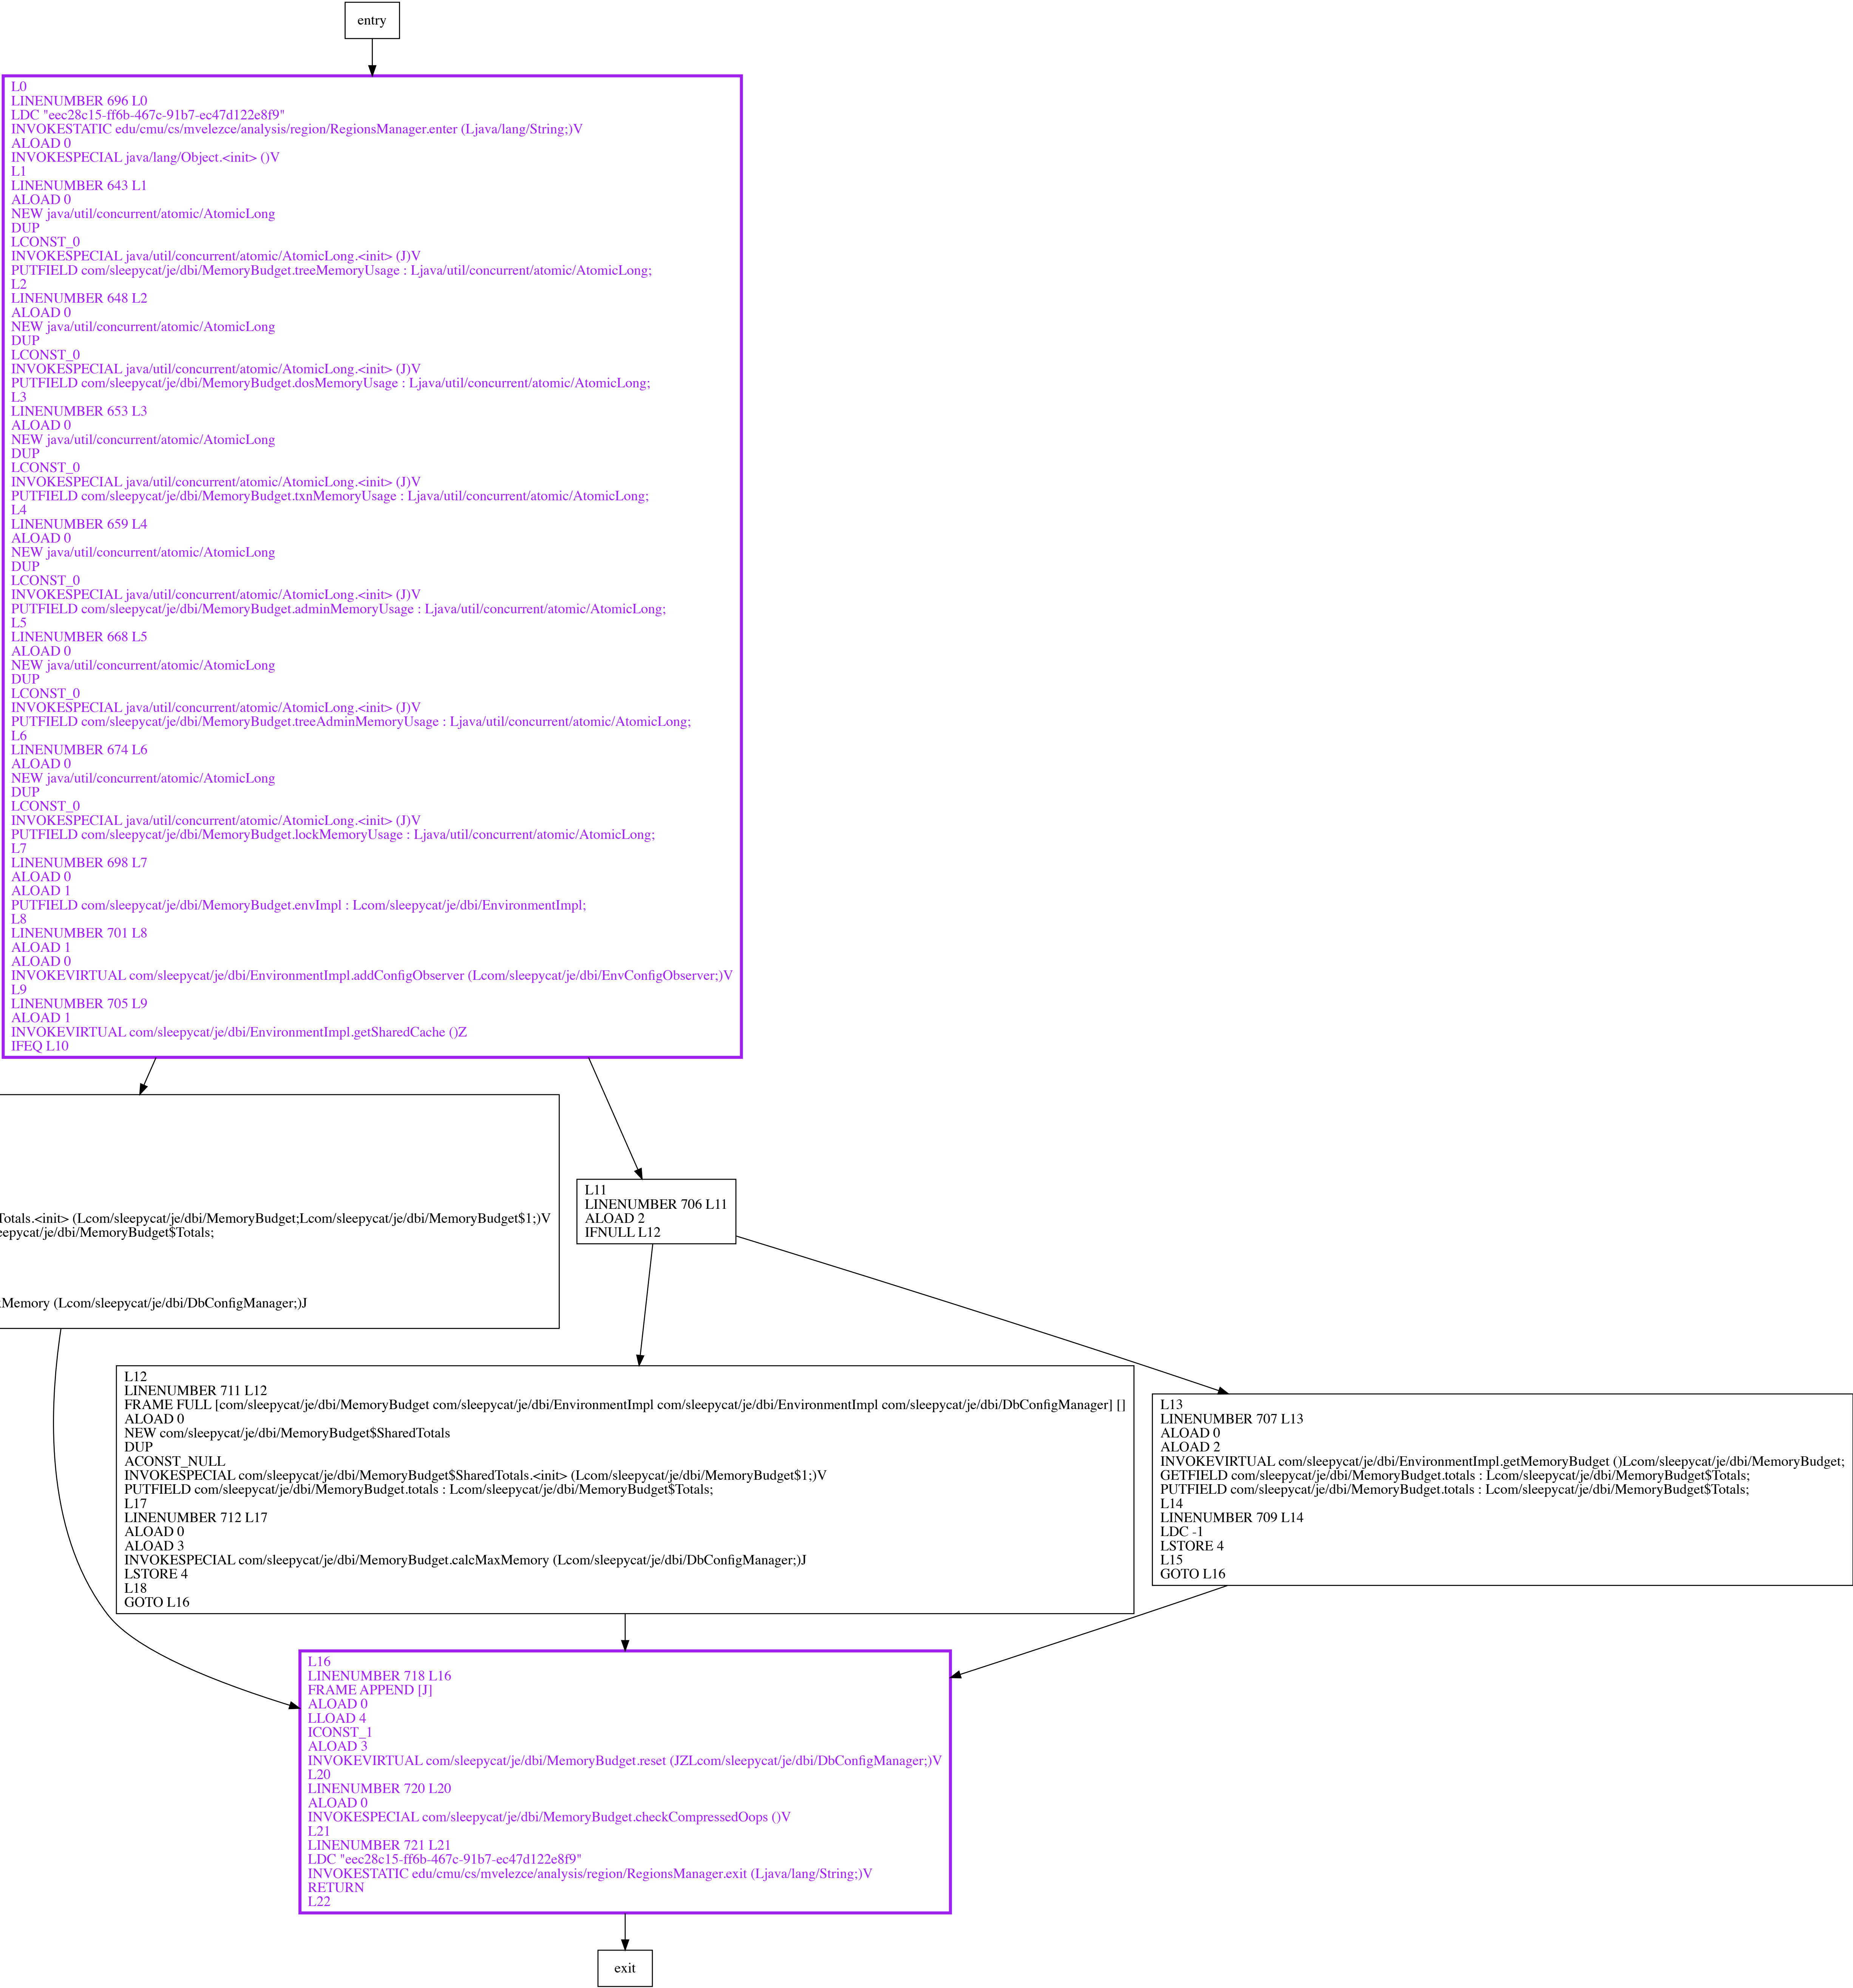 entry
L0
LINENUMBER 696 L0
LDC "eec28c15-ff6b-467c-91b7-ec47d122e8f9"
INVOKESTATIC edu/cmu/cs/mvelezce/analysis/region/RegionsManager.enter (Ljava/lang/String;)V
ALOAD 0
INVOKESPECIAL java/lang/Object.<init> ()V
L1
LINENUMBER 643 L1
ALOAD 0
NEW java/util/concurrent/atomic/AtomicLong
DUP
LCONST_0
INVOKESPECIAL java/util/concurrent/atomic/AtomicLong.<init> (J)V
PUTFIELD com/sleepycat/je/dbi/MemoryBudget.treeMemoryUsage : Ljava/util/concurrent/atomic/AtomicLong;
L2
LINENUMBER 648 L2
ALOAD 0
NEW java/util/concurrent/atomic/AtomicLong
DUP
LCONST_0
INVOKESPECIAL java/util/concurrent/atomic/AtomicLong.<init> (J)V
PUTFIELD com/sleepycat/je/dbi/MemoryBudget.dosMemoryUsage : Ljava/util/concurrent/atomic/AtomicLong;
L3
LINENUMBER 653 L3
ALOAD 0
NEW java/util/concurrent/atomic/AtomicLong
DUP
LCONST_0
INVOKESPECIAL java/util/concurrent/atomic/AtomicLong.<init> (J)V
PUTFIELD com/sleepycat/je/dbi/MemoryBudget.txnMemoryUsage : Ljava/util/concurrent/atomic/AtomicLong;
L4
LINENUMBER 659 L4
ALOAD 0
NEW java/util/concurrent/atomic/AtomicLong
DUP
LCONST_0
INVOKESPECIAL java/util/concurrent/atomic/AtomicLong.<init> (J)V
PUTFIELD com/sleepycat/je/dbi/MemoryBudget.adminMemoryUsage : Ljava/util/concurrent/atomic/AtomicLong;
L5
LINENUMBER 668 L5
ALOAD 0
NEW java/util/concurrent/atomic/AtomicLong
DUP
LCONST_0
INVOKESPECIAL java/util/concurrent/atomic/AtomicLong.<init> (J)V
PUTFIELD com/sleepycat/je/dbi/MemoryBudget.treeAdminMemoryUsage : Ljava/util/concurrent/atomic/AtomicLong;
L6
LINENUMBER 674 L6
ALOAD 0
NEW java/util/concurrent/atomic/AtomicLong
DUP
LCONST_0
INVOKESPECIAL java/util/concurrent/atomic/AtomicLong.<init> (J)V
PUTFIELD com/sleepycat/je/dbi/MemoryBudget.lockMemoryUsage : Ljava/util/concurrent/atomic/AtomicLong;
L7
LINENUMBER 698 L7
ALOAD 0
ALOAD 1
PUTFIELD com/sleepycat/je/dbi/MemoryBudget.envImpl : Lcom/sleepycat/je/dbi/EnvironmentImpl;
L8
LINENUMBER 701 L8
ALOAD 1
ALOAD 0
INVOKEVIRTUAL com/sleepycat/je/dbi/EnvironmentImpl.addConfigObserver (Lcom/sleepycat/je/dbi/EnvConfigObserver;)V
L9
LINENUMBER 705 L9
ALOAD 1
INVOKEVIRTUAL com/sleepycat/je/dbi/EnvironmentImpl.getSharedCache ()Z
IFEQ L10
Totals.<init> (Lcom/sleepycat/je/dbi/MemoryBudget;Lcom/sleepycat/je/dbi/MemoryBudget$1;)V
eepycat/je/dbi/MemoryBudget$Totals;
Memory (Lcom/sleepycat/je/dbi/DbConfigManager;)J
L11
LINENUMBER 706 L11
ALOAD 2
IFNULL L12
L12
LINENUMBER 711 L12
FRAME FULL [com/sleepycat/je/dbi/MemoryBudget com/sleepycat/je/dbi/EnvironmentImpl com/sleepycat/je/dbi/EnvironmentImpl com/sleepycat/je/dbi/DbConfigManager] []
ALOAD 0
NEW com/sleepycat/je/dbi/MemoryBudget$SharedTotals
DUP
ACONST_NULL
INVOKESPECIAL com/sleepycat/je/dbi/MemoryBudget$SharedTotals.<init> (Lcom/sleepycat/je/dbi/MemoryBudget$1;)V
PUTFIELD com/sleepycat/je/dbi/MemoryBudget.totals : Lcom/sleepycat/je/dbi/MemoryBudget$Totals;
L17
LINENUMBER 712 L17
ALOAD 0
ALOAD 3
INVOKESPECIAL com/sleepycat/je/dbi/MemoryBudget.calcMaxMemory (Lcom/sleepycat/je/dbi/DbConfigManager;)J
LSTORE 4
L18
GOTO L16
L13
LINENUMBER 707 L13
ALOAD 0
ALOAD 2
INVOKEVIRTUAL com/sleepycat/je/dbi/EnvironmentImpl.getMemoryBudget ()Lcom/sleepycat/je/dbi/MemoryBudget;
GETFIELD com/sleepycat/je/dbi/MemoryBudget.totals : Lcom/sleepycat/je/dbi/MemoryBudget$Totals;
PUTFIELD com/sleepycat/je/dbi/MemoryBudget.totals : Lcom/sleepycat/je/dbi/MemoryBudget$Totals;
L14
LINENUMBER 709 L14
LDC -1
LSTORE 4
L15
GOTO L16
L16
LINENUMBER 718 L16
FRAME APPEND [J]
ALOAD 0
LLOAD 4
ICONST_1
ALOAD 3
INVOKEVIRTUAL com/sleepycat/je/dbi/MemoryBudget.reset (JZLcom/sleepycat/je/dbi/DbConfigManager;)V
L20
LINENUMBER 720 L20
ALOAD 0
INVOKESPECIAL com/sleepycat/je/dbi/MemoryBudget.checkCompressedOops ()V
L21
LINENUMBER 721 L21
LDC "eec28c15-ff6b-467c-91b7-ec47d122e8f9"
INVOKESTATIC edu/cmu/cs/mvelezce/analysis/region/RegionsManager.exit (Ljava/lang/String;)V
RETURN
L22
exit